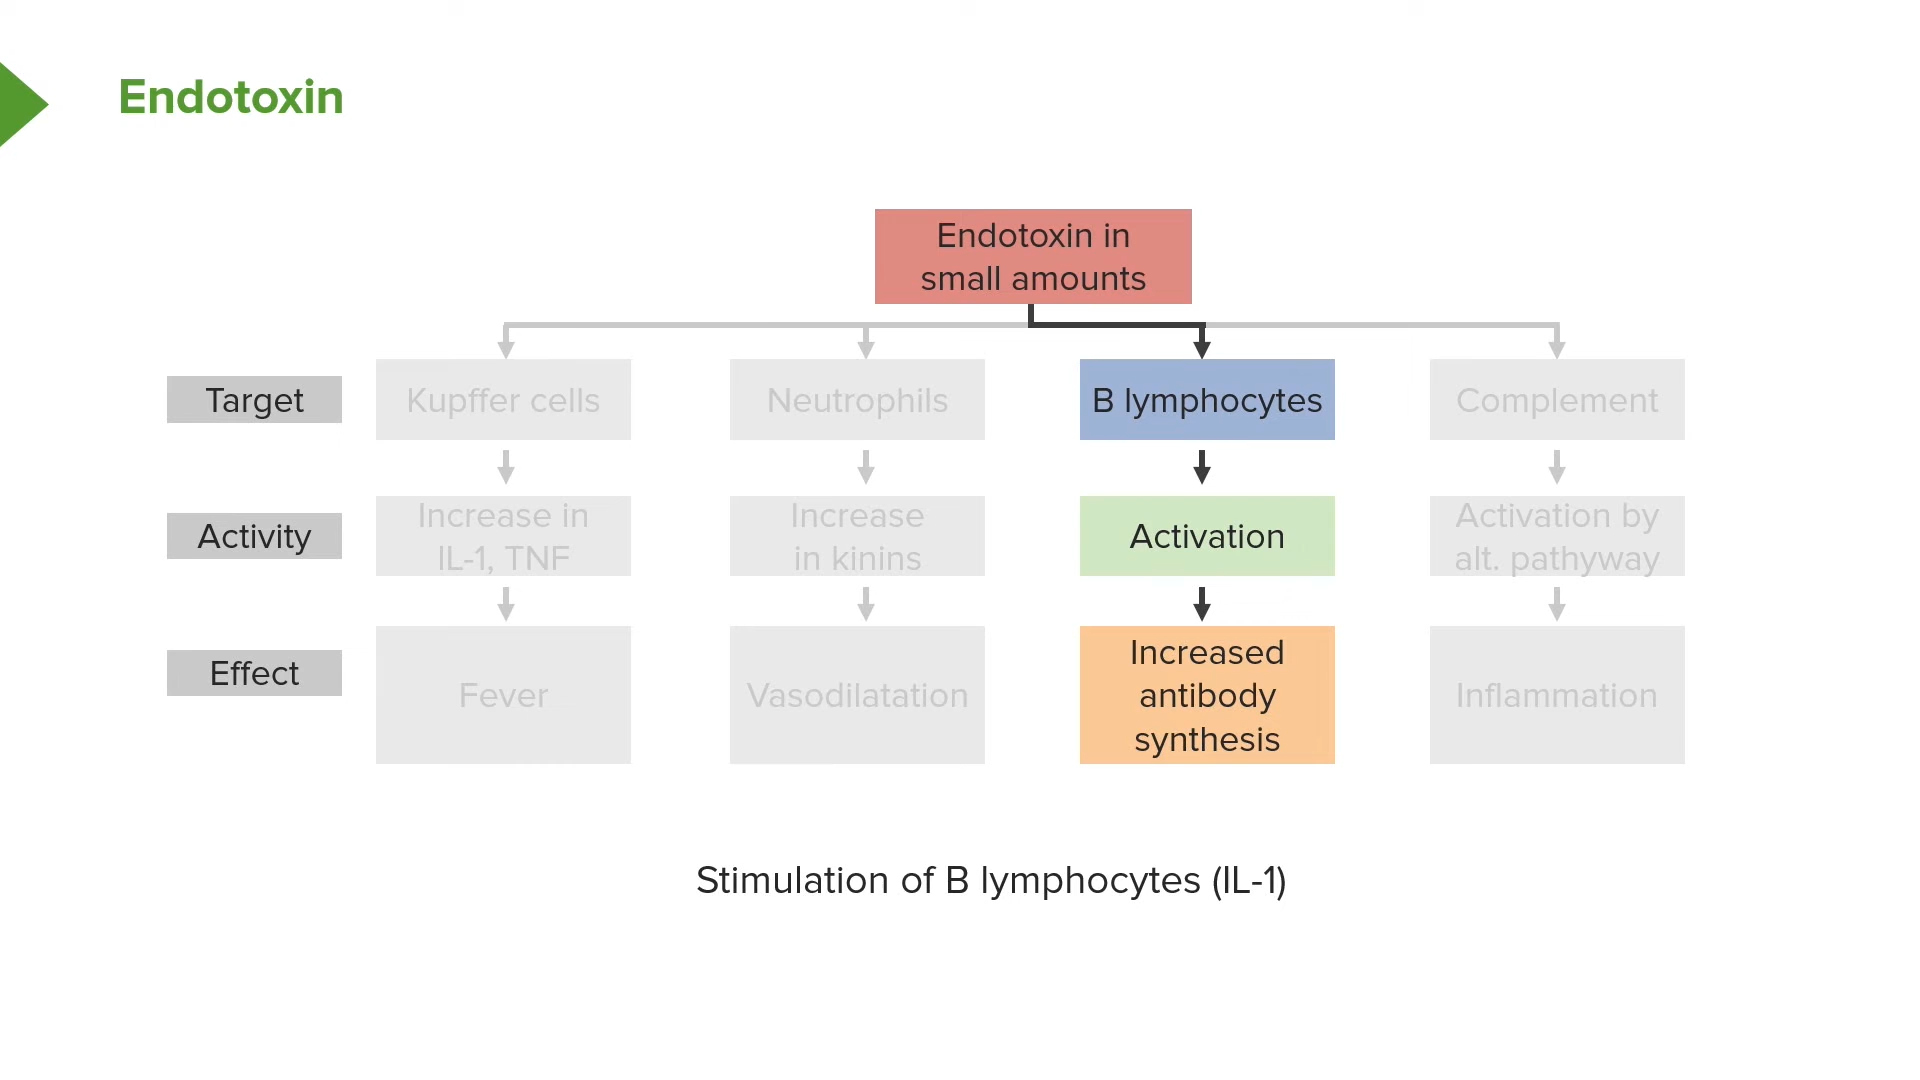 Endotoxin
Endotoxin in
small amounts
Target
Kupffer cells
Neutrophils
B lymphocytes
Complement
Activity
Increase in
IL-1, TNF
Increase
in kinins
Activation
Activation by
alt. pathyway
Effect
Fever
Vasodilatation
Increased
antibody
synthesis
Inflammation
Stimulation of B lymphocytes (IL-1)